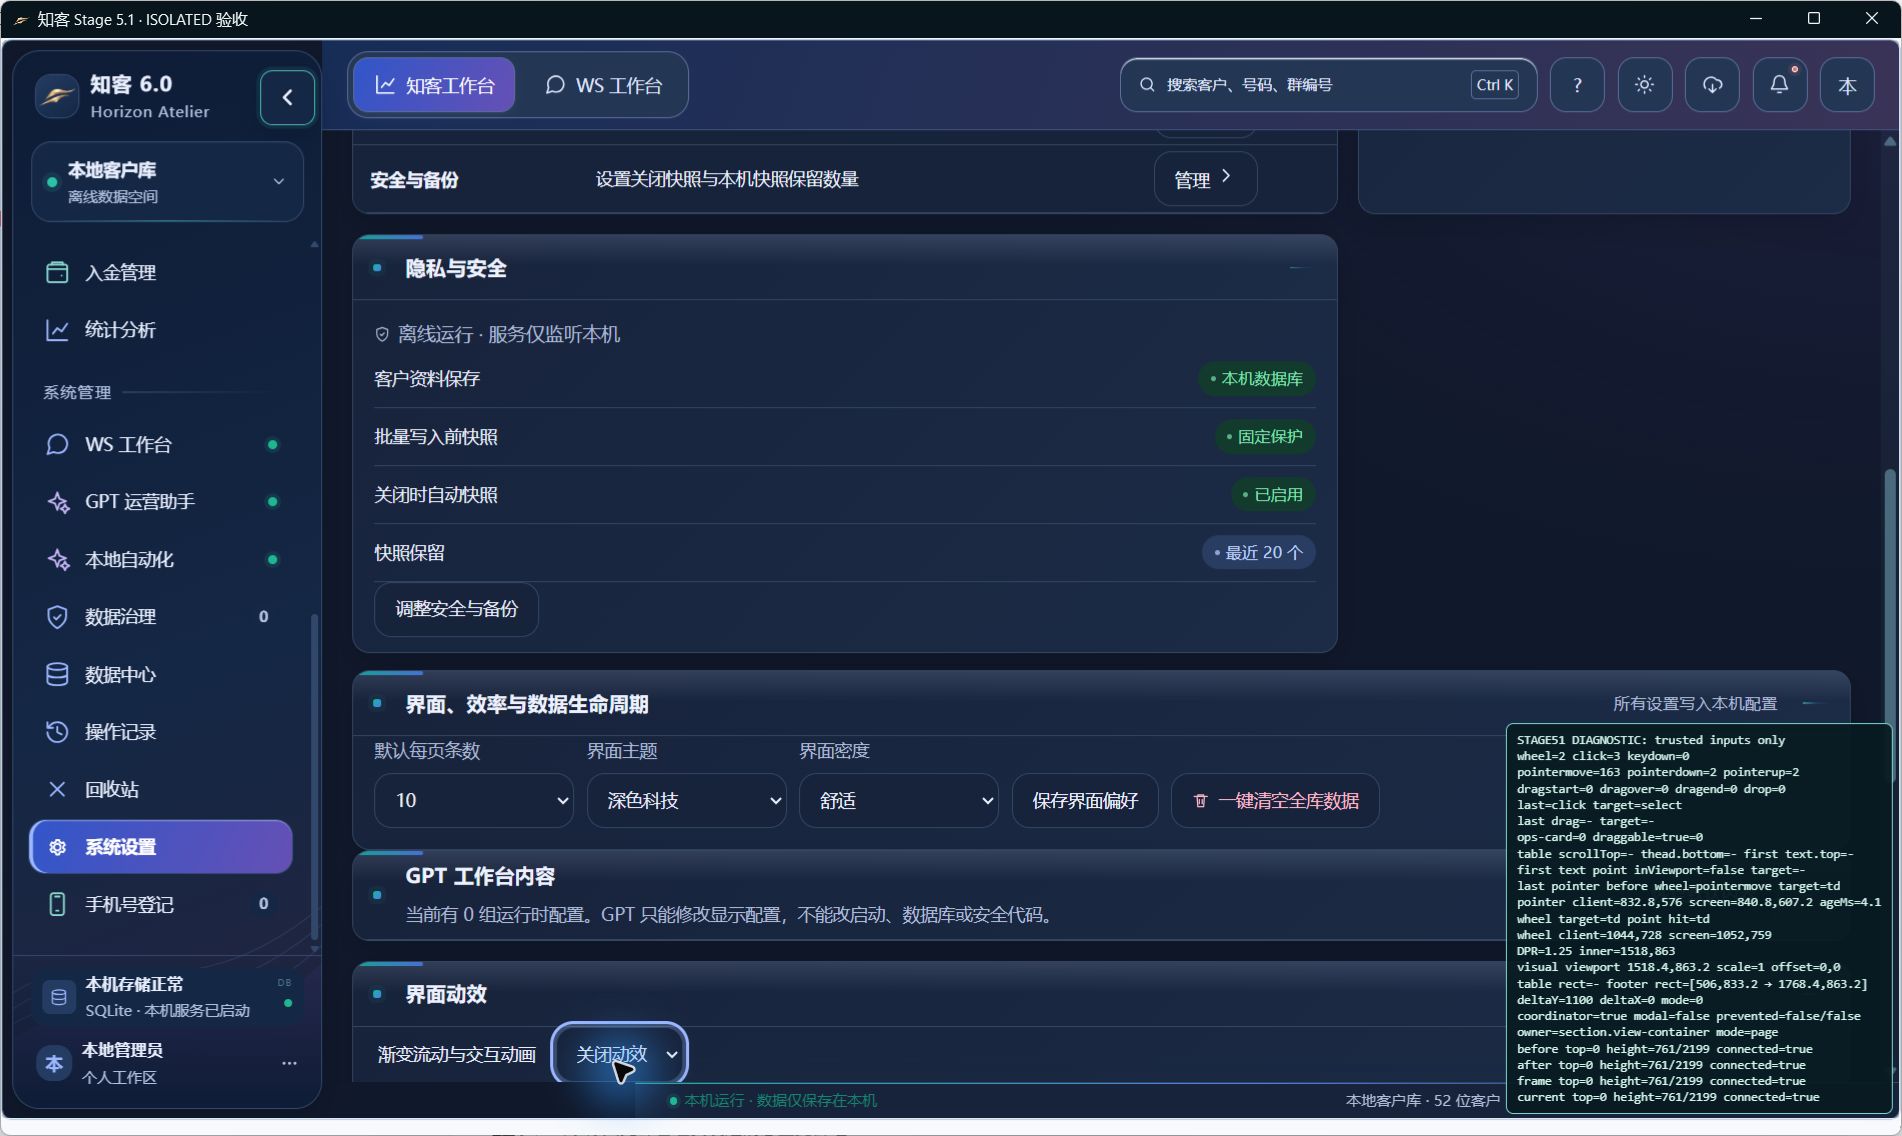 知客 Stage 5.1 · ISOLATED 验收
知客 6.0
Horizon Atelier
本地客户库
离线数据空间
入金管理
统计分析
系统管理
WS 工作台
GPT 运营助手
本地自动化
数据治理 0
数据中心
操作记录
回收站
系统设置
手机号登记 0
本机存储正常 DB
SQLite · 本机服务已启动
本 本地管理员 ...
个人工作区
知客工作台 WS 工作台
搜索客户、号码、群编号 Ctrl K ? 本
安全与备份 设置关闭快照与本机快照保留数量 管理
隐私与安全
离线运行 · 服务仅监听本机
客户资料保存 本机数据库
批量写入前快照 固定保护
关闭时自动快照 已启用
快照保留 最近 20 个
调整安全与备份
界面、效率与数据生命周期 所有设置写入本机配置
默认每页条数 界面主题 界面密度
10 深色科技 舒适 保存界面偏好 一键清空全库数据
GPT 工作台内容
当前有 0 组运行时配置。GPT 只能修改显示配置，不能改启动、数据库或安全代码。
界面动效
渐变流动与交互动画 关闭动效
本机运行 · 数据仅保存在本机 本地客户库 · 52 位客户
STAGE51 DIAGNOSTIC: trusted inputs only
wheel=2 click=3 keydown=0
pointermove=163 pointerdown=2 pointerup=2
dragstart=0 dragover=0 dragend=0 drop=0
last=click target=select
last drag=- target=-
ops-card=0 draggable=true=0
table scrollTop=- thead.bottom=- first text.top=-
first text point inViewport=false target=-
last pointer before wheel=pointermove target=td
pointer client=832.8,576 screen=840.8,607.2 ageMs=4.1
wheel target=td point hit=td
wheel client=1044,728 screen=1052,759
DPR=1.25 inner=1518,863
visual viewport 1518.4,863.2 scale=1 offset=0,0
table rect=- footer rect=[506,833.2 → 1768.4,863.2]
deltaY=1100 deltaX=0 mode=0
coordinator=true modal=false prevented=false/false
owner=section.view-container mode=page
before top=0 height=761/2199 connected=true
after top=0 height=761/2199 connected=true
frame top=0 height=761/2199 connected=true
current top=0 height=761/2199 connected=true